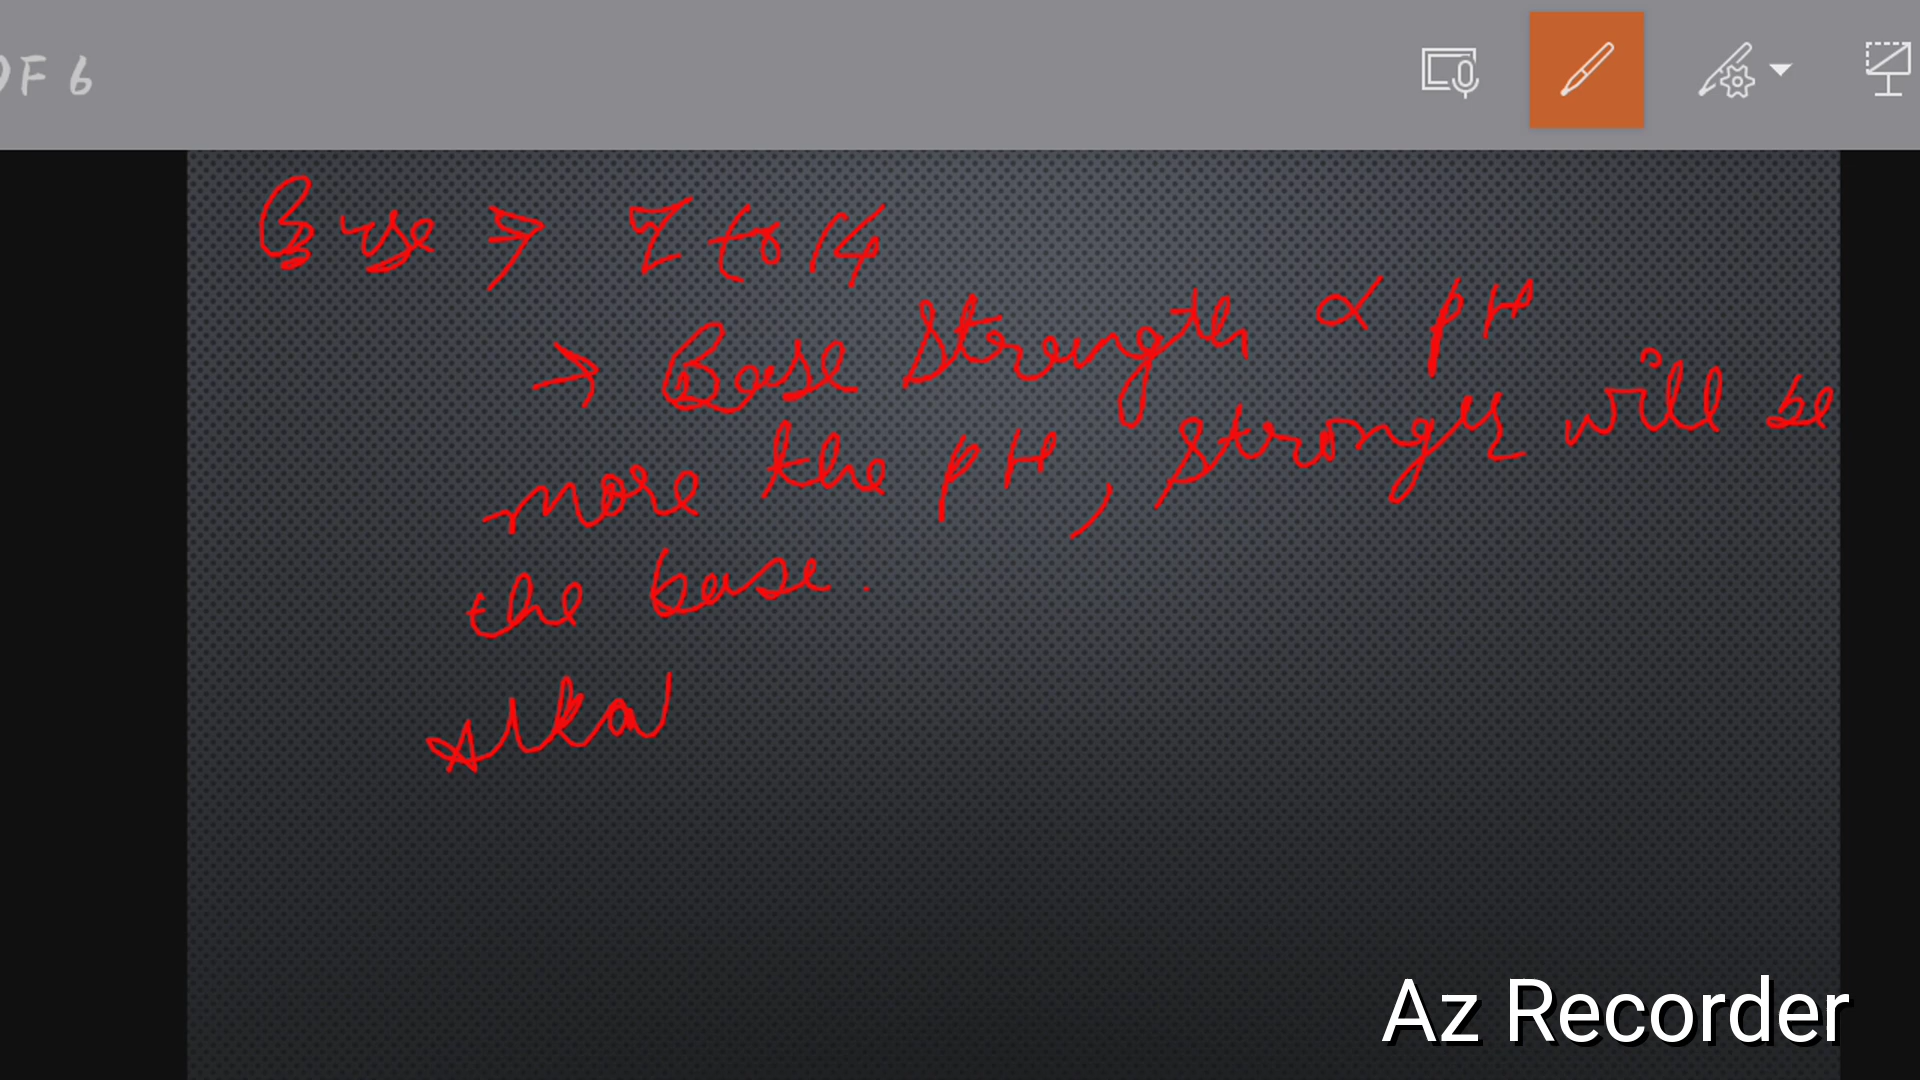 OF 6
Base → 7 to 14
→ Base strength ∝ pH
more the pH, stronger will be
the base.
Alkal
Az Recorder